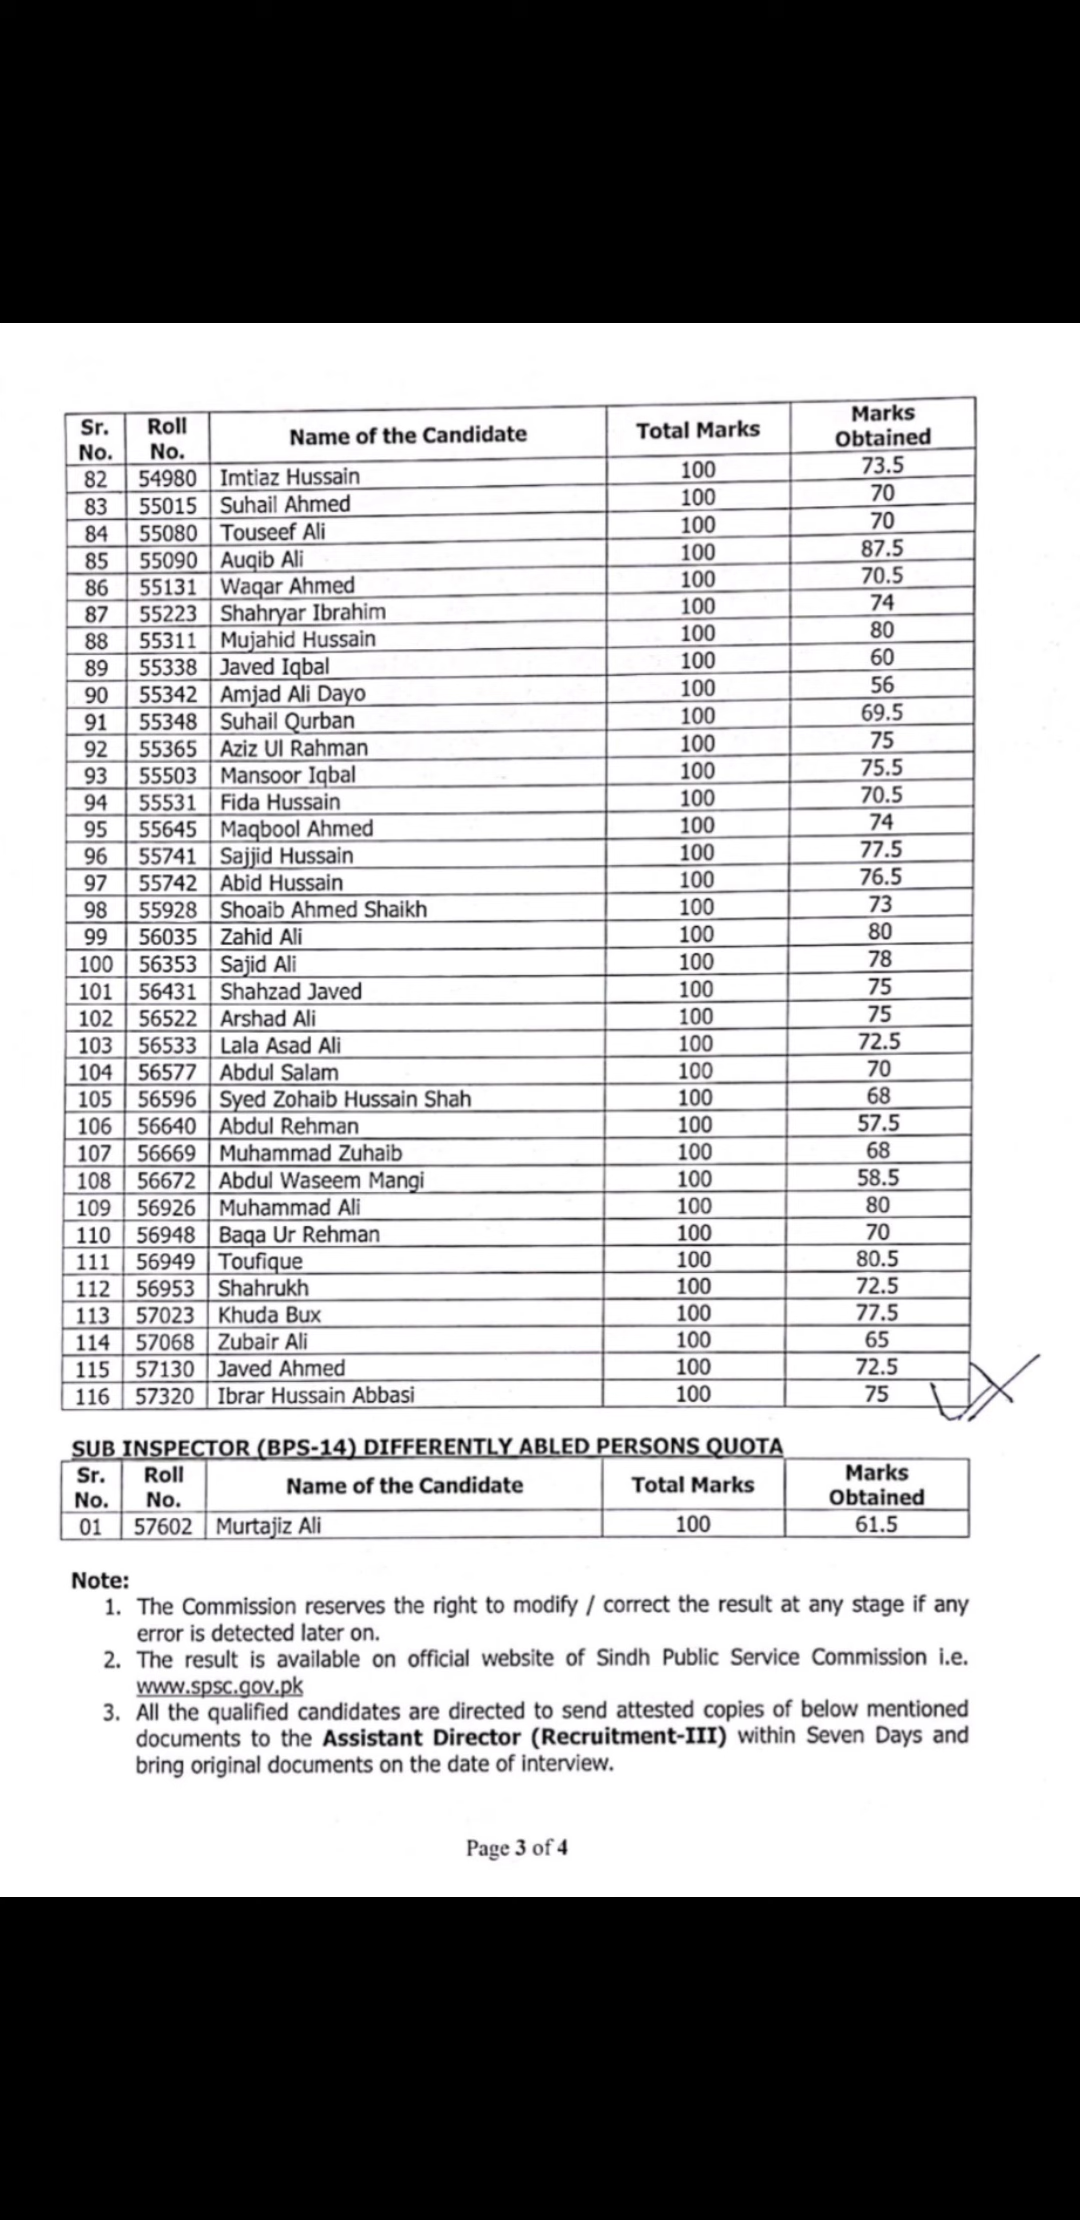 Sr. No. Roll No. Name of the Candidate Total Marks Marks Obtained
82 54980 Imtiaz Hussain 100 73.5
83 55015 Suhail Ahmed 100 70
84 55080 Touseef Ali 100 70
85 55090 Auqib Ali 100 87.5
86 55131 Waqar Ahmed 100 70.5
87 55223 Shahryar Ibrahim 100 74
88 55311 Mujahid Hussain 100 80
89 55338 Javed Iqbal 100 60
90 55342 Amjad Ali Dayo 100 56
91 55348 Suhail Qurban 100 69.5
92 55365 Aziz Ul Rahman 100 75
93 55503 Mansoor Iqbal 100 75.5
94 55531 Fida Hussain 100 70.5
95 55645 Maqbool Ahmed 100 74
96 55741 Sajjid Hussain 100 77.5
97 55742 Abid Hussain 100 76.5
98 55928 Shoaib Ahmed Shaikh 100 73
99 56035 Zahid Ali 100 80
100 56353 Sajid Ali 100 78
101 56431 Shahzad Javed 100 75
102 56522 Arshad Ali 100 75
103 56533 Lala Asad Ali 100 72.5
104 56577 Abdul Salam 100 70
105 56596 Syed Zohaib Hussain Shah 100 68
106 56640 Abdul Rehman 100 57.5
107 56669 Muhammad Zuhaib 100 68
108 56672 Abdul Waseem Mangi 100 58.5
109 56926 Muhammad Ali 100 80
110 56948 Baqa Ur Rehman 100 70
111 56949 Toufique 100 80.5
112 56953 Shahrukh 100 72.5
113 57023 Khuda Bux 100 77.5
114 57068 Zubair Ali 100 65
115 57130 Javed Ahmed 100 72.5
116 57320 Ibrar Hussain Abbasi 100 75
SUB INSPECTOR (BPS-14) DIFFERENTLY ABLED PERSONS QUOTA
Sr. No. Roll No. Name of the Candidate Total Marks Marks Obtained
01 57602 Murtajiz Ali 100 61.5
Note:
1. The Commission reserves the right to modify / correct the result at any stage if any
error is detected later on.
2. The result is available on official website of Sindh Public Service Commission i.e.
www.spsc.gov.pk
3. All the qualified candidates are directed to send attested copies of below mentioned
documents to the Assistant Director (Recruitment-III) within Seven Days and
bring original documents on the date of interview.
Page 3 of 4